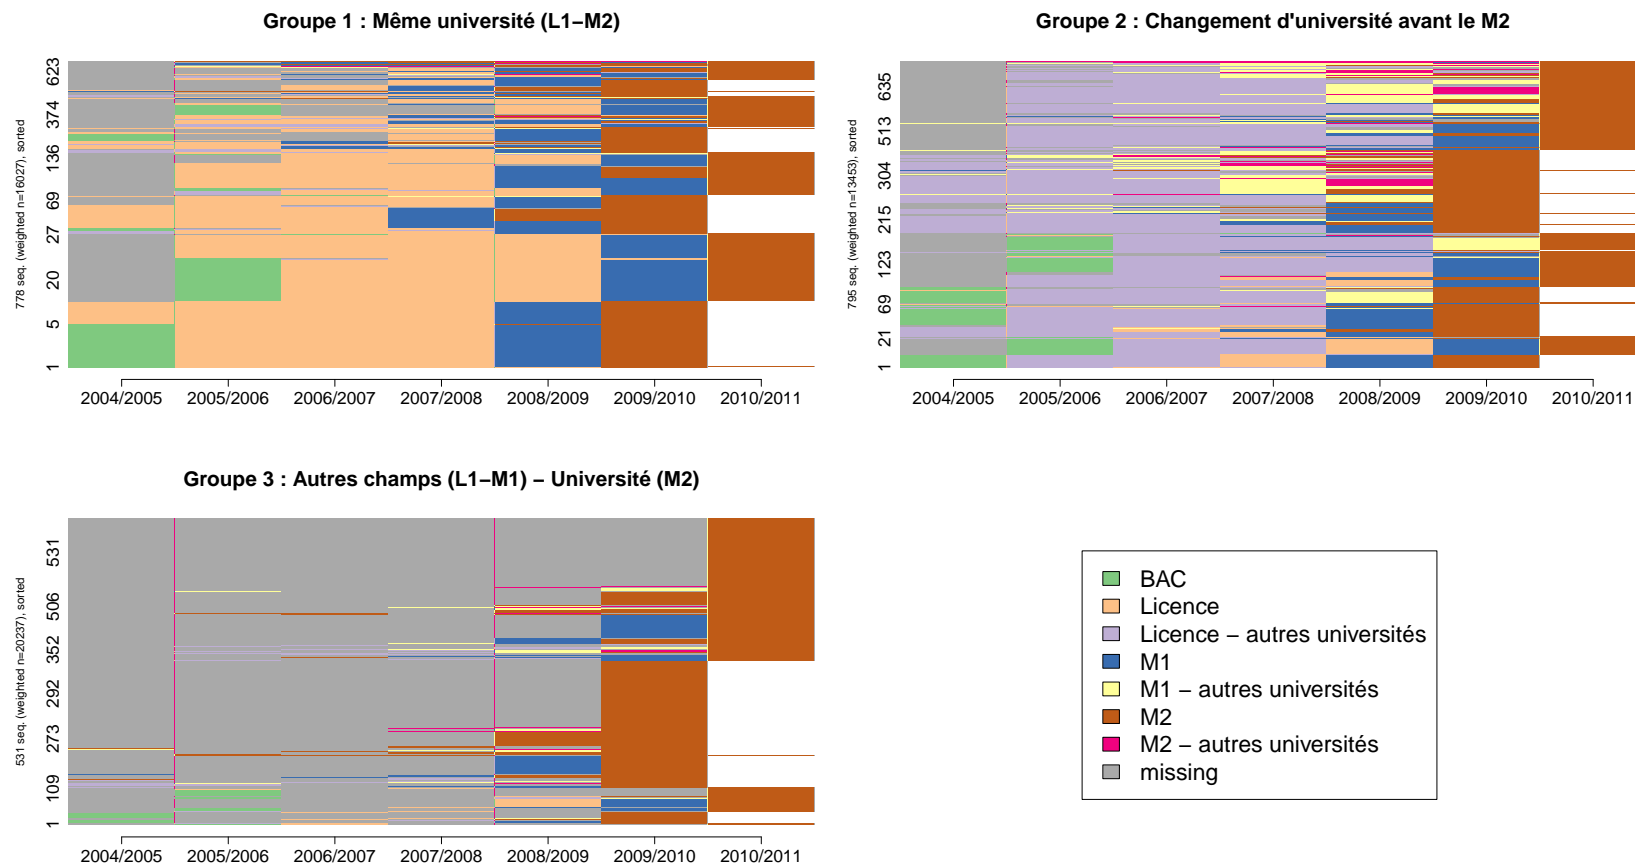 Groupe 1 : Même université (L1−M2)
778 seq. (weighted n=16027), sorted
623
374
136
69
27
20
5
1
2004/2005 2005/2006 2006/2007 2007/2008 2008/2009 2009/2010 2010/2011
Groupe 2 : Changement d'université avant le M2
795 seq. (weighted n=13453), sorted
635
513
304
215
123
69
21
1
2004/2005 2005/2006 2006/2007 2007/2008 2008/2009 2009/2010 2010/2011
Groupe 3 : Autres champs (L1−M1) − Université (M2)
531 seq. (weighted n=20237), sorted
531
506
352
292
273
109
1
2004/2005 2005/2006 2006/2007 2007/2008 2008/2009 2009/2010 2010/2011
BAC
Licence
Licence − autres universités
M1
M1 − autres universités
M2
M2 − autres universités
missing